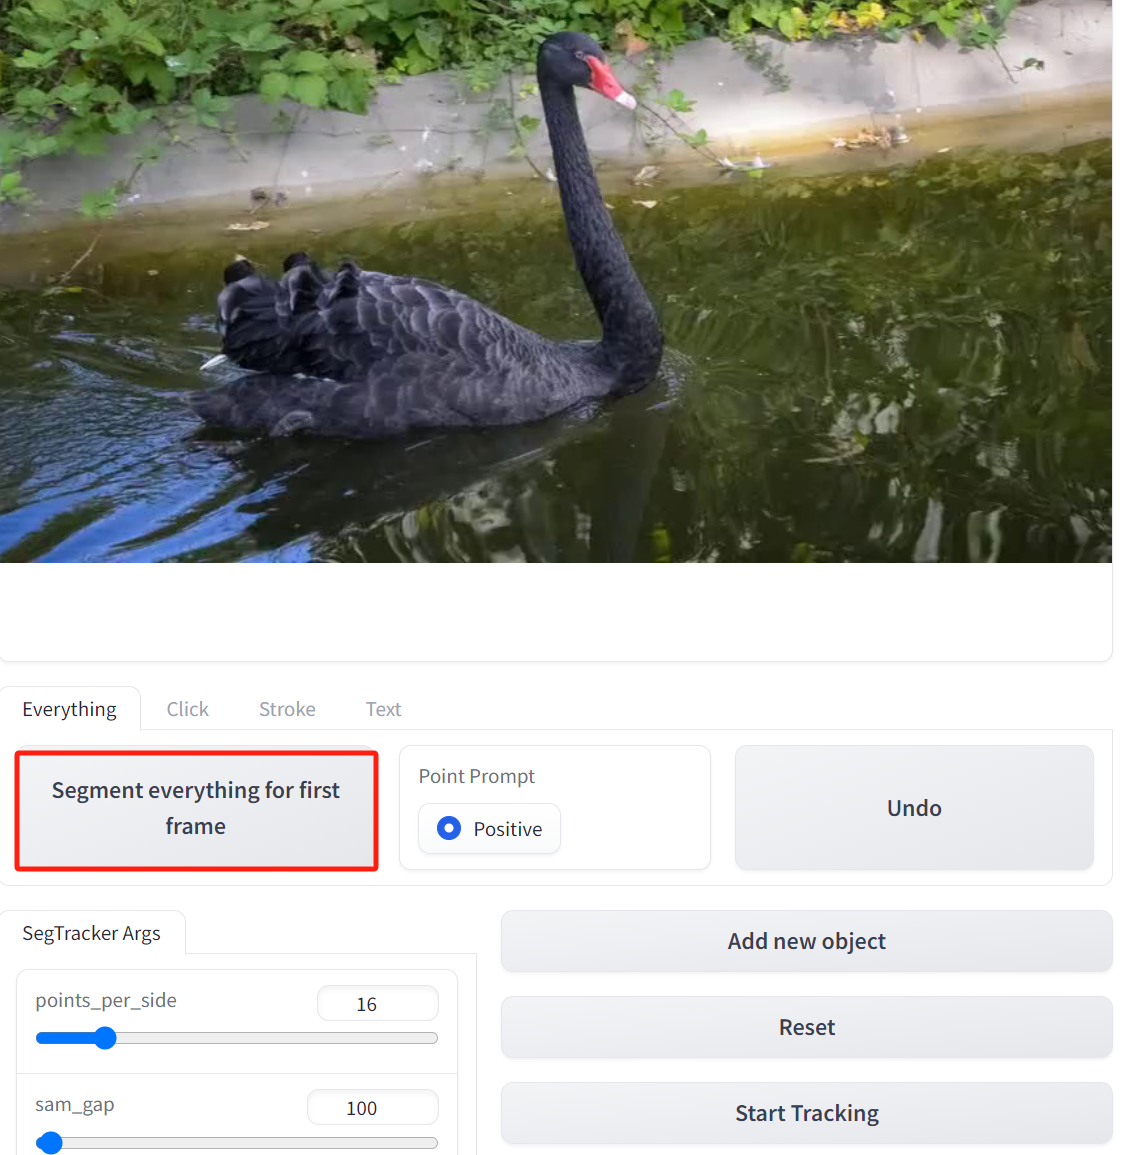 Everything
Click
Stroke
Text
Segment everything for first
frame
Point Prompt
Positive
Undo
SegTracker Args
points_per_side
16
sam_gap
100
Add new object
Reset
Start Tracking